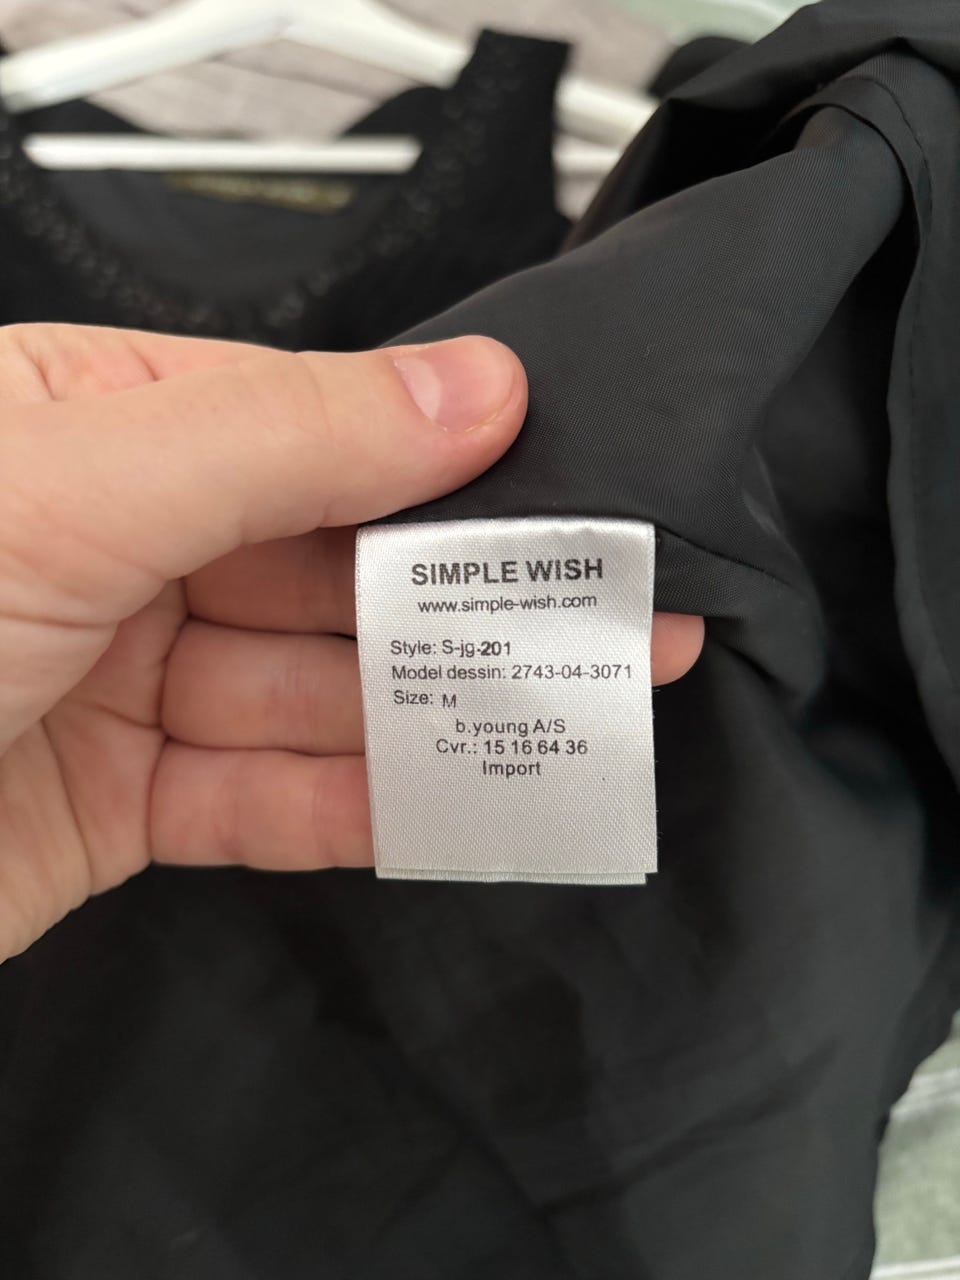 SIMPLE WISH
www.simple-wish.com
Style: S-jg-201
Model dessin: 2743-04-3071
Size: M
b.young A/S
Cvr.: 15 16 64 36
Import